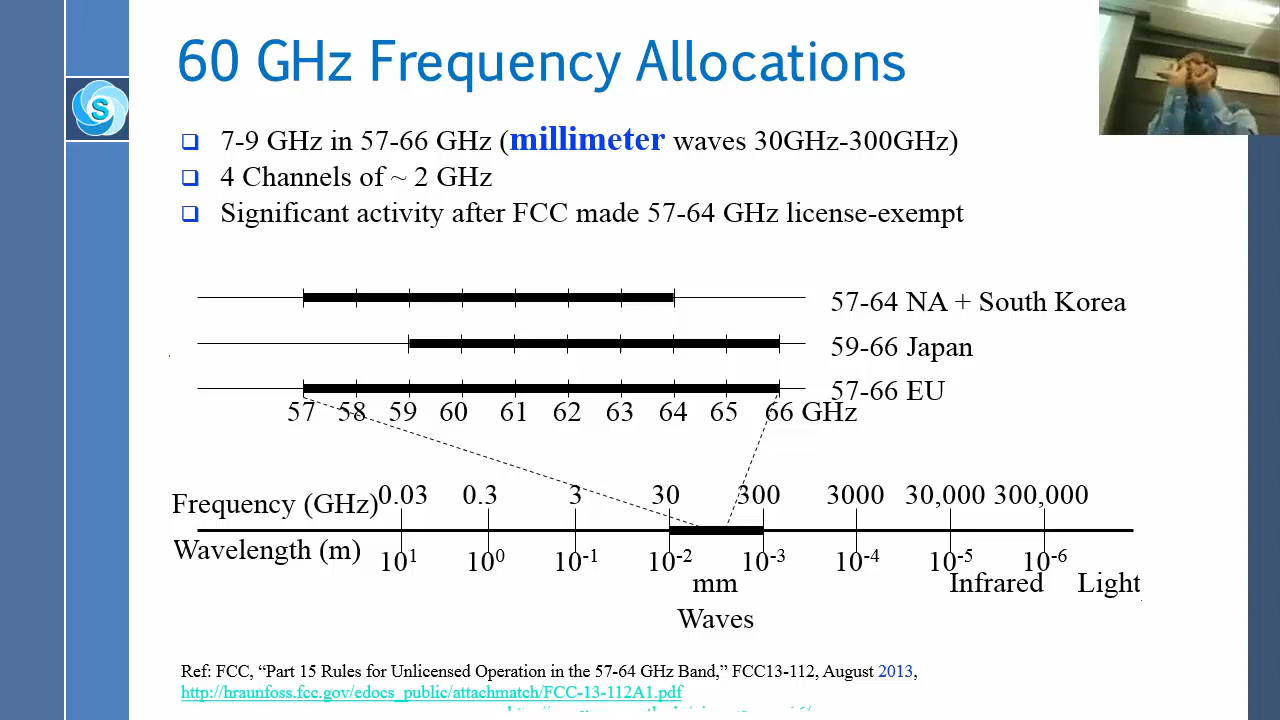 60 GHz Frequency Allocations
S
7-9 GHz in 57-66 GHz (millimeter waves 30GHz-300GHz)
4 Channels of ~ 2 GHz
Significant activity after FCC made 57-64 GHz license-exempt
57-64 NA + South Korea
59-66 Japan
57-66 EU
57 58 59 60 61 62 63 64 65 66 GHz
Frequency (GHz) 0.03 0.3 3 30 300 3000 30,000 300,000
Wavelength (m) 10¹ 10⁰ 10⁻¹ 10⁻² 10⁻³ 10⁻⁴ 10⁻⁵ 10⁻⁶
mm Infrared Light
Waves
Ref: FCC, “Part 15 Rules for Unlicensed Operation in the 57-64 GHz Band,” FCC13-112, August 2013,
http://hraunfoss.fcc.gov/edocs_public/attachmatch/FCC-13-112A1.pdf